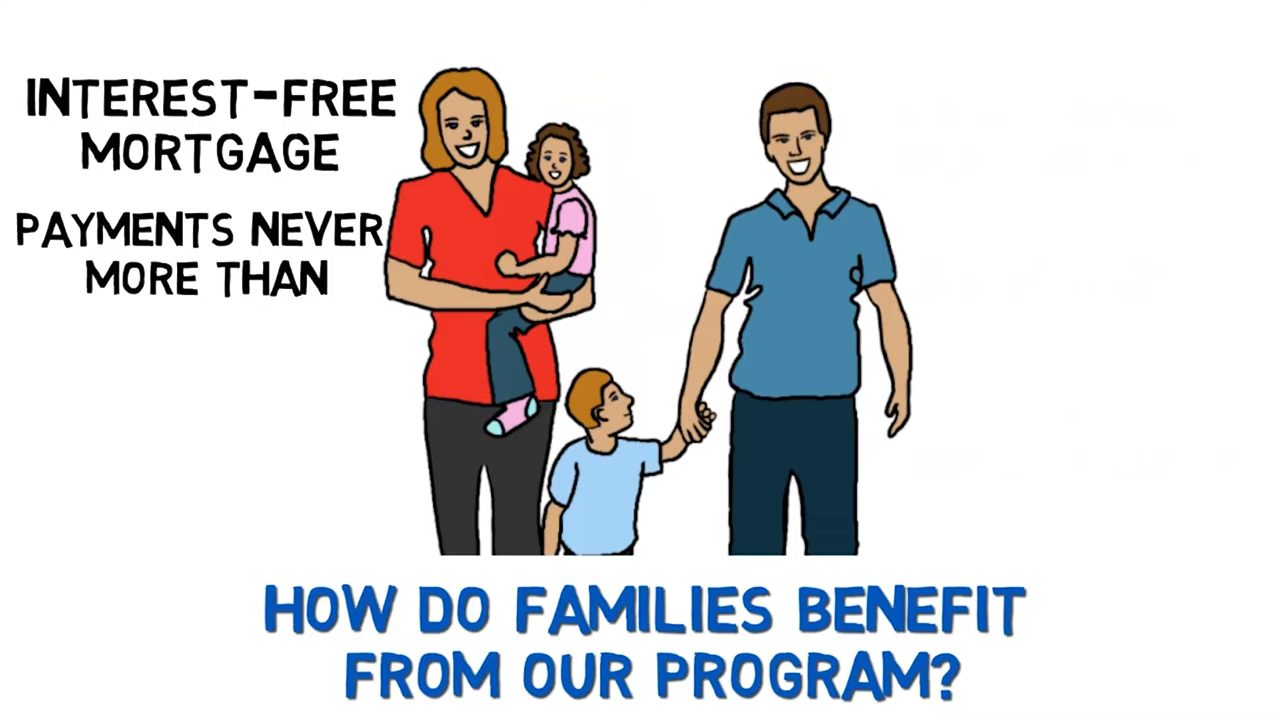 INTEREST-FREE
MORTGAGE
PAYMENTS NEVER
MORE THAN
HOW DO FAMILIES BENEFIT
FROM OUR PROGRAM?